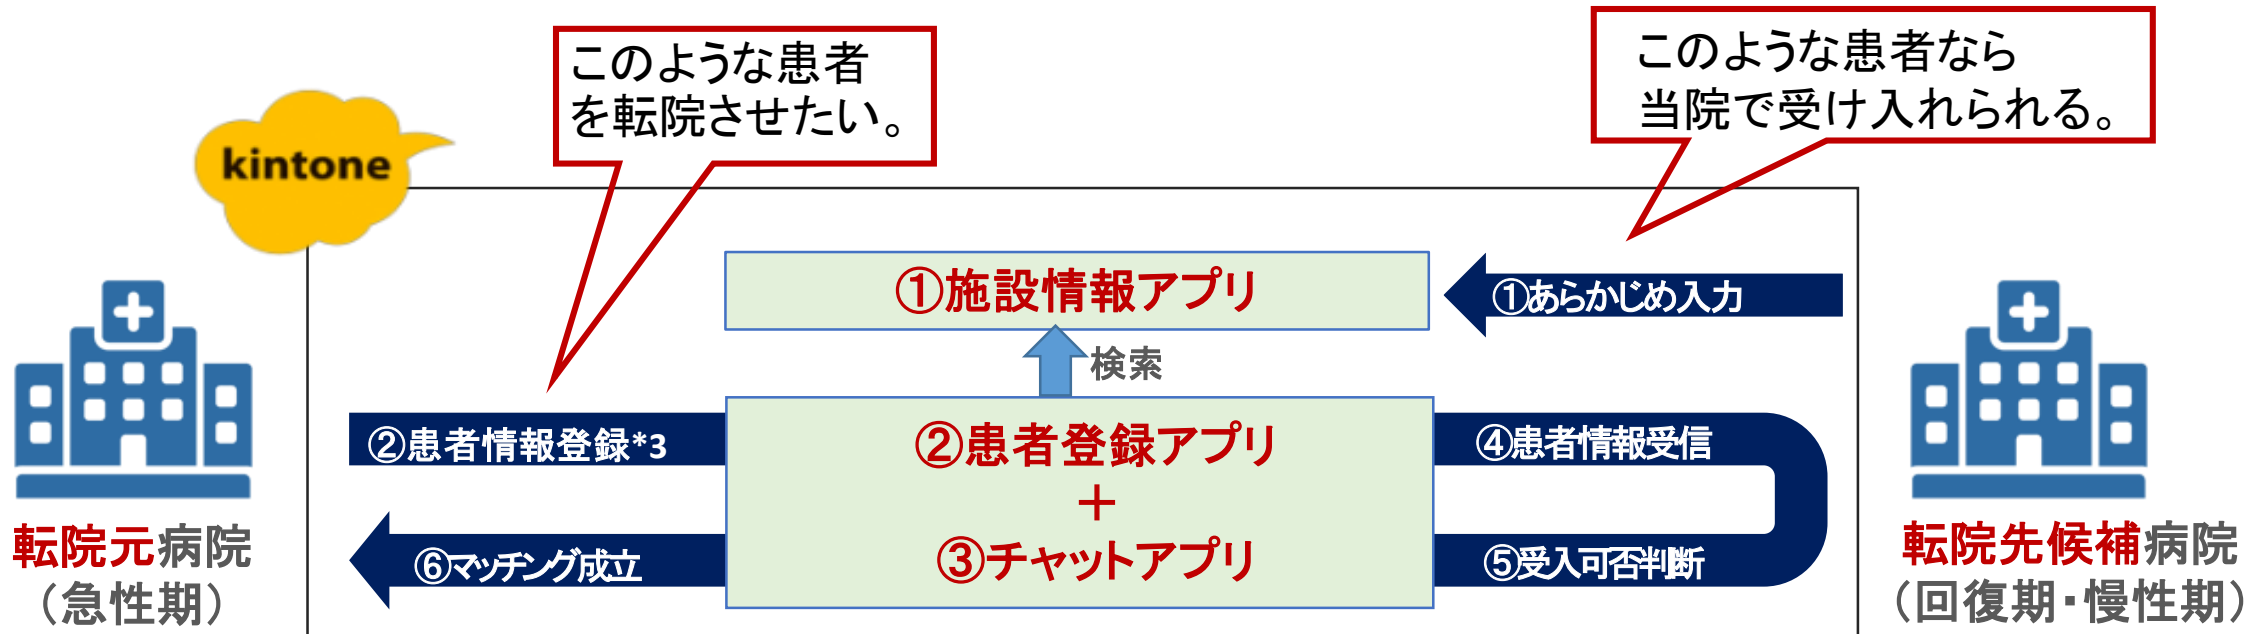 このような患者
を転院させたい。
このような患者なら
当院で受け入れられる。
kintone
①施設情報アプリ
①あらかじめ入力
検索
②患者情報登録*3
②患者登録アプリ
＋
③チャットアプリ
④患者情報受信
⑤受入可否判断
⑥マッチング成立
転院元病院
（急性期）
転院先候補病院
（回復期・慢性期）